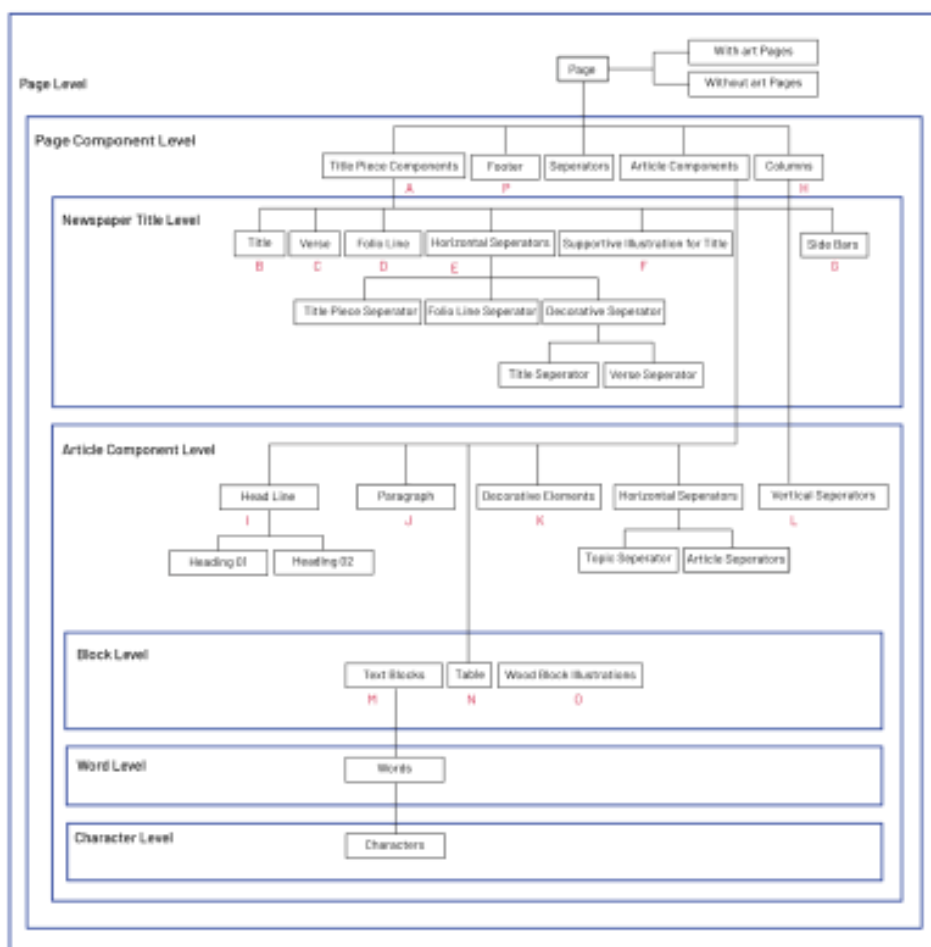 With art Pages
Page
Without art Pages
Page Level
Page Component Level
Title Piece Components
Footer
Seperators
Article Components
Columns
A
P
H
Newspaper Title Level
Title
Verse
Folio Line
Horizontal Seperators
Supportive Illustration for Title
Side Bars
B
C
D
E
F
G
Title Piece Seperator
Folio Line Seperator
Decorative Seperator
Title Seperator
Verse Seperator
Article Component Level
Head Line
Paragraph
Decorative Elements
Horizontal Seperators
Vertical Seperators
I
J
K
L
Heading 01
Heading 02
Topic Seperator
Article Seperators
Block Level
Text Blocks
Table
Wood Block Illustrations
M
N
O
Word Level
Words
Character Level
Characters